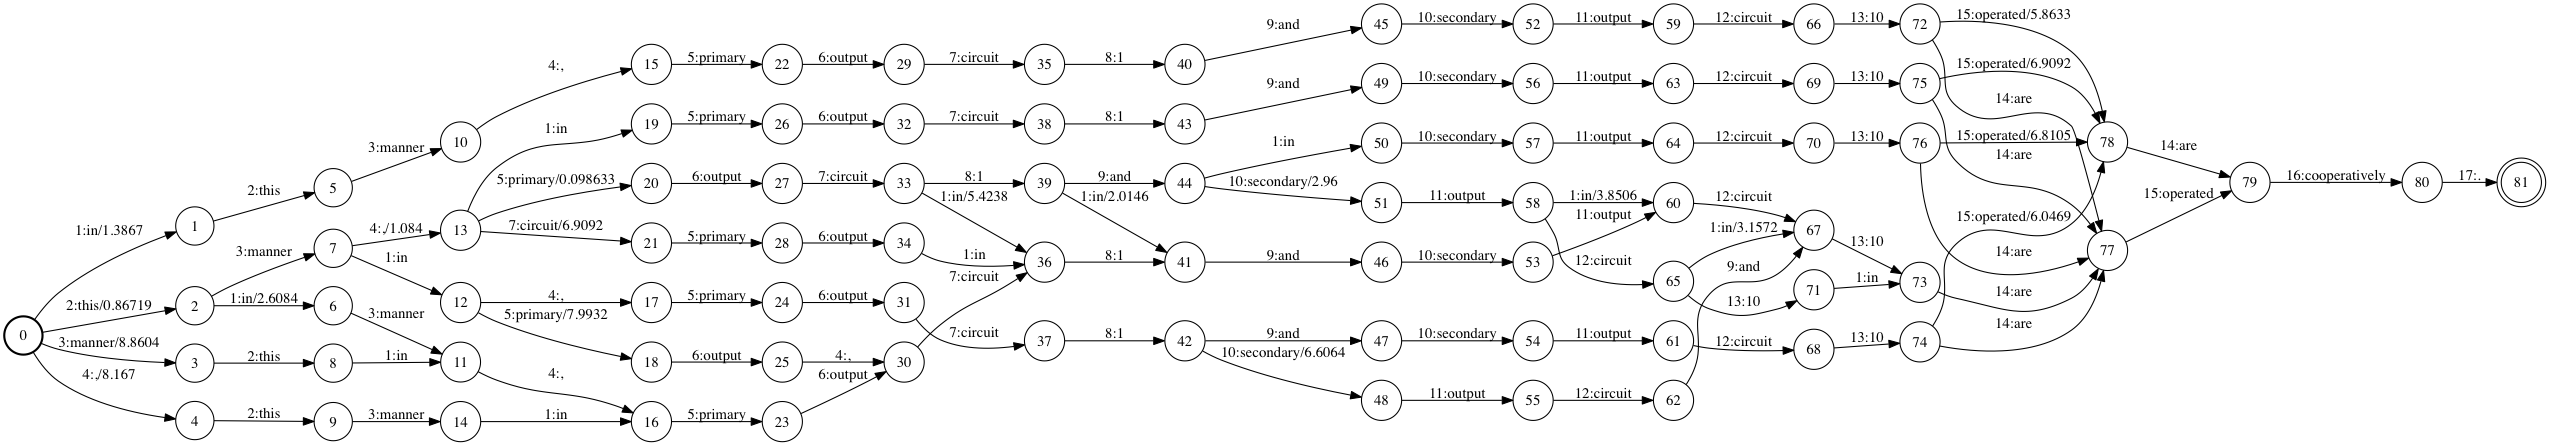 9:and 45 10:secondary 52 11:output 59 12:circuit 66 13:10 72 15:operated/5.8633
4:, 15 5:primary 22 6:output 29 7:circuit 35 8:1 40
9:and 49 10:secondary 56 11:output 63 12:circuit 69 13:10 75 15:operated/6.9092
14:are
1:in 19 5:primary 26 6:output 32 7:circuit 38 8:1 43
3:manner 10
1:in 50 10:secondary 57 11:output 64 12:circuit 70 13:10 76 15:operated/6.8105 78 14:are
14:are
2:this 5 5:primary/0.098633 20 6:output 27 7:circuit 33 8:1 39 9:and 44 10:secondary/2.96 79 16:cooperatively 80 17:. 81
1:in/5.4238 1:in/2.0146 51 11:output 58 1:in/3.8506 60 12:circuit 15:operated
11:output 15:operated/6.0469
1:in/1.3867 1 4:,/1.084 13 7:circuit/6.9092 21 5:primary 28 6:output 34 1:in 1:in/3.1572 67 13:10
3:manner 7 1:in 14:are 77
7:circuit 36 8:1 41 9:and 46 10:secondary 53 12:circuit 9:and
65 13:10 71 1:in 73 14:are
2:this/0.86719 2 1:in/2.6084 6 3:manner 12 4:, 17 5:primary 24 6:output 31
5:primary/7.9932
14:are
0 3:manner/8.8604 7:circuit 37 8:1 42 9:and 47 10:secondary 54 11:output 61 12:circuit 68 13:10 74
10:secondary/6.6064
3 2:this 8 1:in 11 4:, 18 6:output 25 4:, 30
4:,/8.167 6:output
48 11:output 55 12:circuit 62
4 2:this 9 3:manner 14 1:in 16 5:primary 23